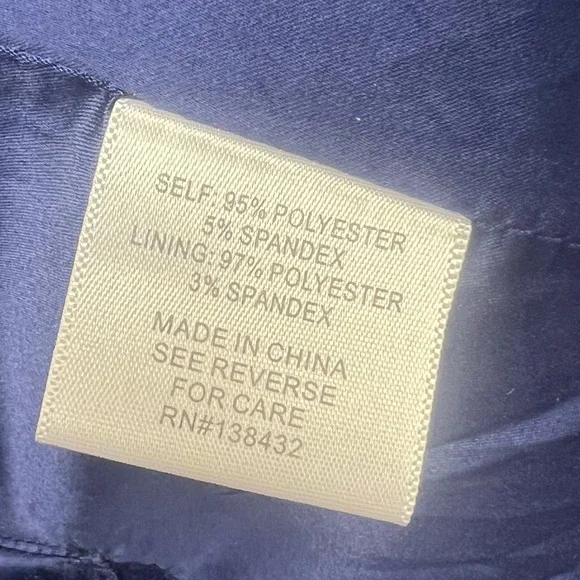 SELF: 95% POLYESTER
5% SPANDEX
LINING: 97% POLYESTER
3% SPANDEX
MADE IN CHINA
SEE REVERSE
FOR CARE
RN#138432